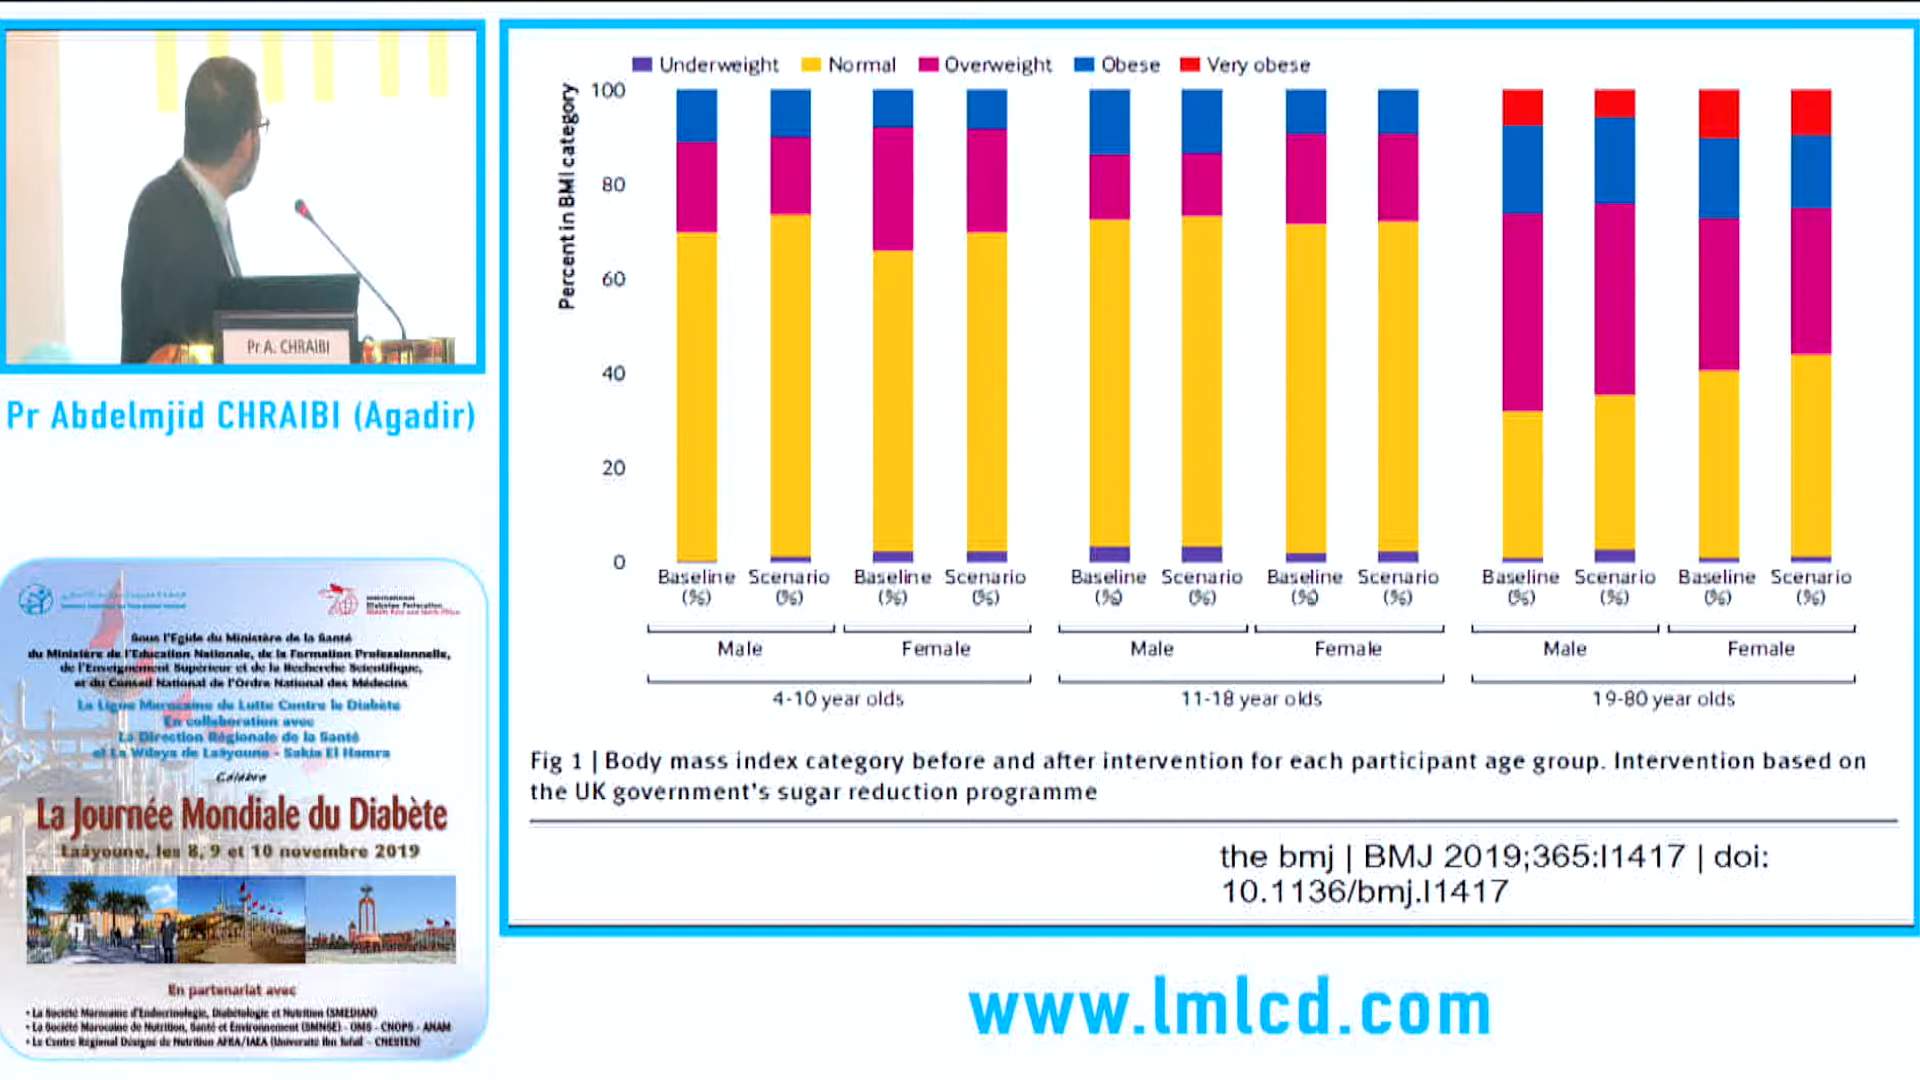 Pr A. CHRAIBI
Pr Abdelmjid CHRAIBI (Agadir)
Underweight Normal Overweight Obese Very obese
Percent in BMI category
100
80
60
40
20
0
Baseline (%) Scenario (%) Baseline (%) Scenario (%) Baseline (%) Scenario (%) Baseline (%) Scenario (%) Baseline (%) Scenario (%) Baseline (%) Scenario (%)
Male Female Male Female Male Female
4-10 year olds 11-18 year olds 19-80 year olds
Fig 1 | Body mass index category before and after intervention for each participant age group. Intervention based on
the UK government's sugar reduction programme
the bmj | BMJ 2019;365:l1417 | doi:
10.1136/bmj.l1417
International
Diabetes Federation
Sous l'Egide du Ministère de la Santé
du Ministère de l'Education Nationale, de la Formation Professionnelle,
de l'Enseignement Supérieur et de la Recherche Scientifique,
et du Conseil National de l'Ordre National des Médecins
La Ligue Marocaine de Lutte Contre le Diabète
En collaboration avec
La Direction Régionale de la Santé
et La Wilaya de Laâyoune - Sakia El Hamra
Célèbre
La Journée Mondiale du Diabète
Laâyoune, les 8, 9 et 10 novembre 2019
En partenariat avec
• La Société Marocaine d'Endocrinologie, Diabétologie et Nutrition (SMEDIAN)
• La Société Marocaine de Nutrition, Santé et Environnement (SMNSE) - OMS - CNOPS - ANAM
• Le Centre Régional Désigné de Nutrition AFRA/IAEA (Université Ibn Tofail - CNESTEN)
www.lmlcd.com